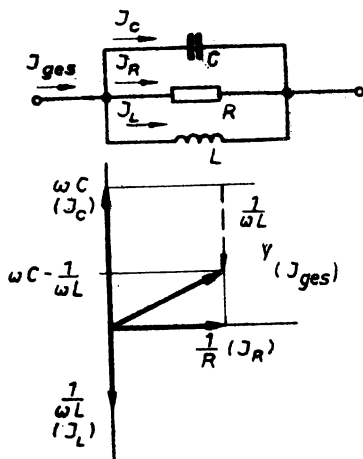 J_C
C
J_ges
J_R
R
J_L
L
ωC
(J_C)
1/ωL
ωC - 1/ωL
Y
(J_ges)
1/R (J_R)
1/ωL
(J_L)